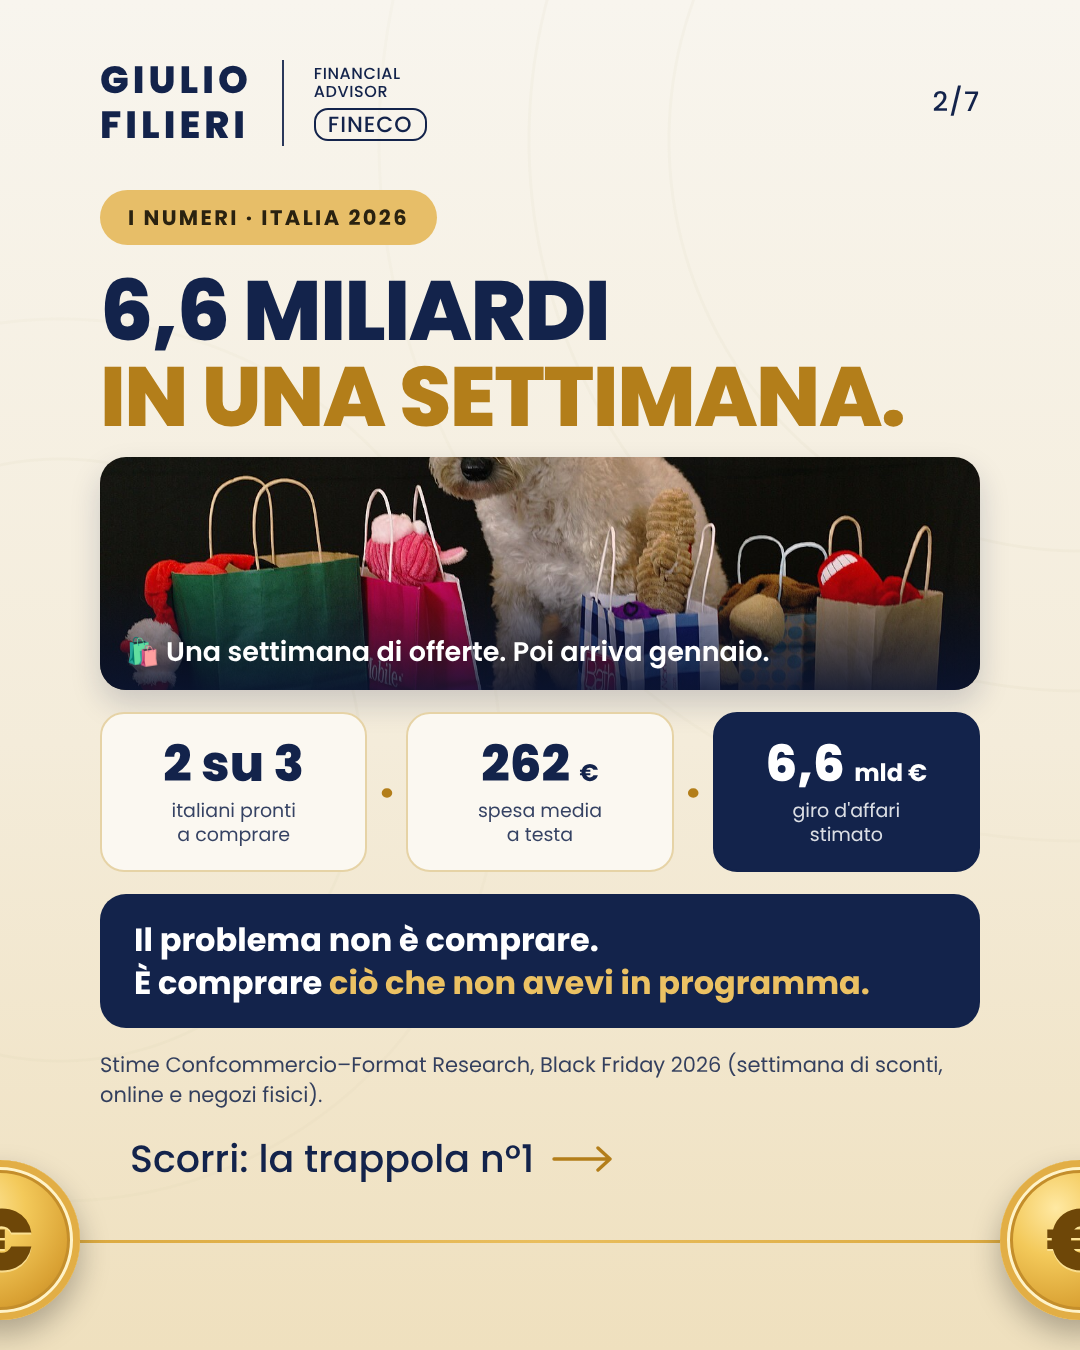 GIULIO
FILIERI
FINANCIAL
ADVISOR
FINECO
2/7
I NUMERI · ITALIA 2026
6,6 MILIARDI
IN UNA SETTIMANA.
🛍️ Una settimana di offerte. Poi arriva gennaio.
2 su 3
italiani pronti
a comprare
•
262 €
spesa media
a testa
•
6,6 mld €
giro d'affari
stimato
Il problema non è comprare.
È comprare ciò che non avevi in programma.
Stime Confcommercio–Format Research, Black Friday 2026 (settimana di sconti,
online e negozi fisici).
Scorri: la trappola n°1 →
€
€